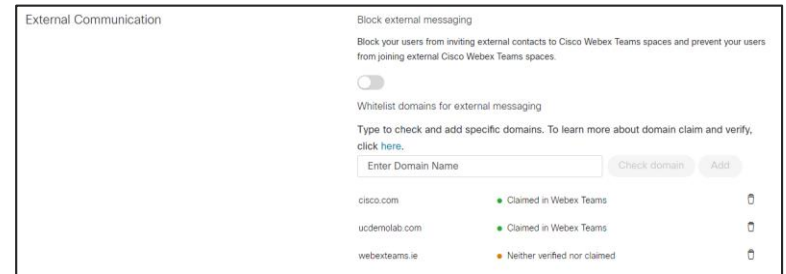 External Communication
Block external messaging
Block your users from inviting external contacts to Cisco Webex Teams spaces and prevent your users
from joining external Cisco Webex Teams spaces.
Whitelist domains for external messaging
Type to check and add specific domains. To learn more about domain claim and verify,
click here.
Enter Domain Name Check domain Add
cisco.com Claimed in Webex Teams
ucdemolab.com Claimed in Webex Teams
webexteams.ie Neither verified nor claimed